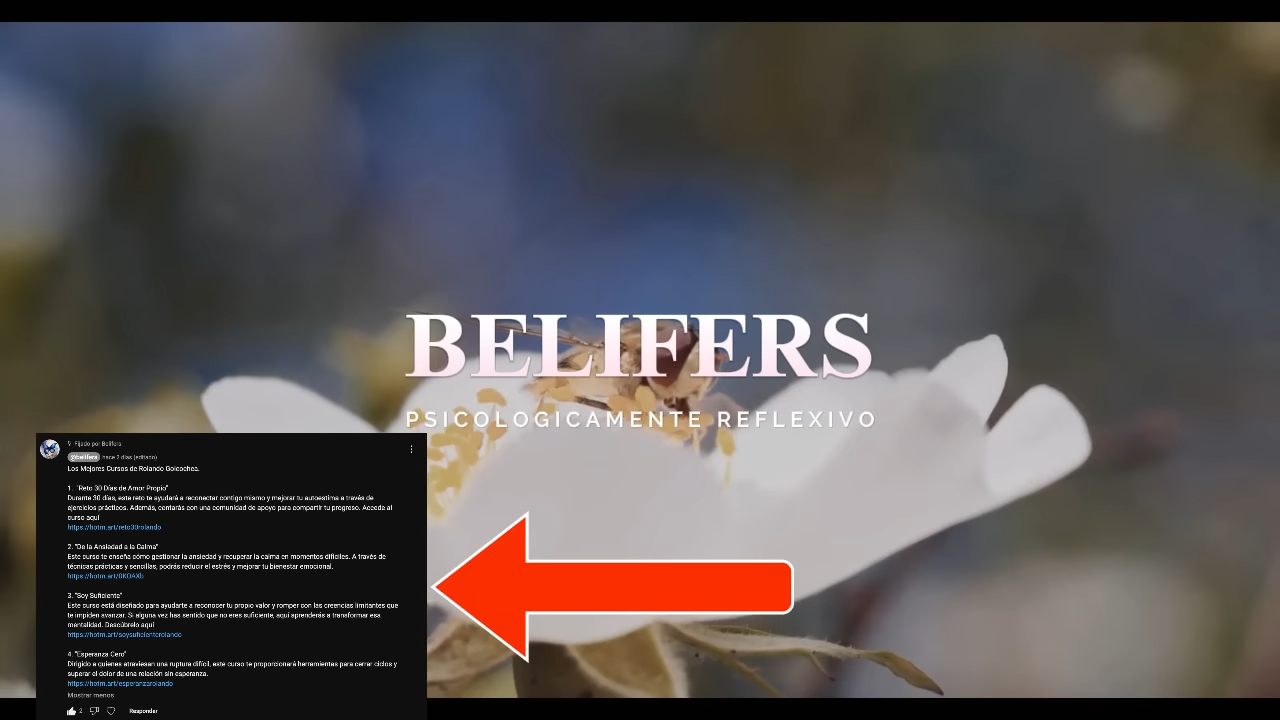 BELIFERS
PSICOLOGICAMENTE REFLEXIVO
Fijado por Belifers
@belifers hace 2 días (editado)
Los Mejores Cursos de Rolando Goicochea.
1. "Reto 30 Días de Amor Propio"
Durante 30 días, este reto te ayudará a reconectar contigo mismo y mejorar tu autoestima a través de
ejercicios prácticos. Además, contarás con una comunidad de apoyo para compartir tu progreso. Accede al
curso aquí
https://hotm.art/reto30rolando
2. "De la Ansiedad a la Calma"
Este curso te enseña cómo gestionar la ansiedad y recuperar la calma en momentos difíciles. A través de
técnicas prácticas y sencillas, podrás reducir el estrés y mejorar tu bienestar emocional.
https://hotm.art/0KOAXb
3. "Soy Suficiente"
Este curso está diseñado para ayudarte a reconocer tu propio valor y romper con las creencias limitantes que
te impiden avanzar. Si alguna vez has sentido que no eres suficiente, aquí aprenderás a transformar esa
mentalidad. Descúbrelo aquí
https://hotm.art/soysuficienterolando
4. "Esperanza Cero"
Dirigido a quienes atraviesan una ruptura difícil, este curso te proporcionará herramientas para cerrar ciclos y
superar el dolor de una relación sin esperanza.
https://hotm.art/esperanzarolando
Mostrar menos
2 Responder